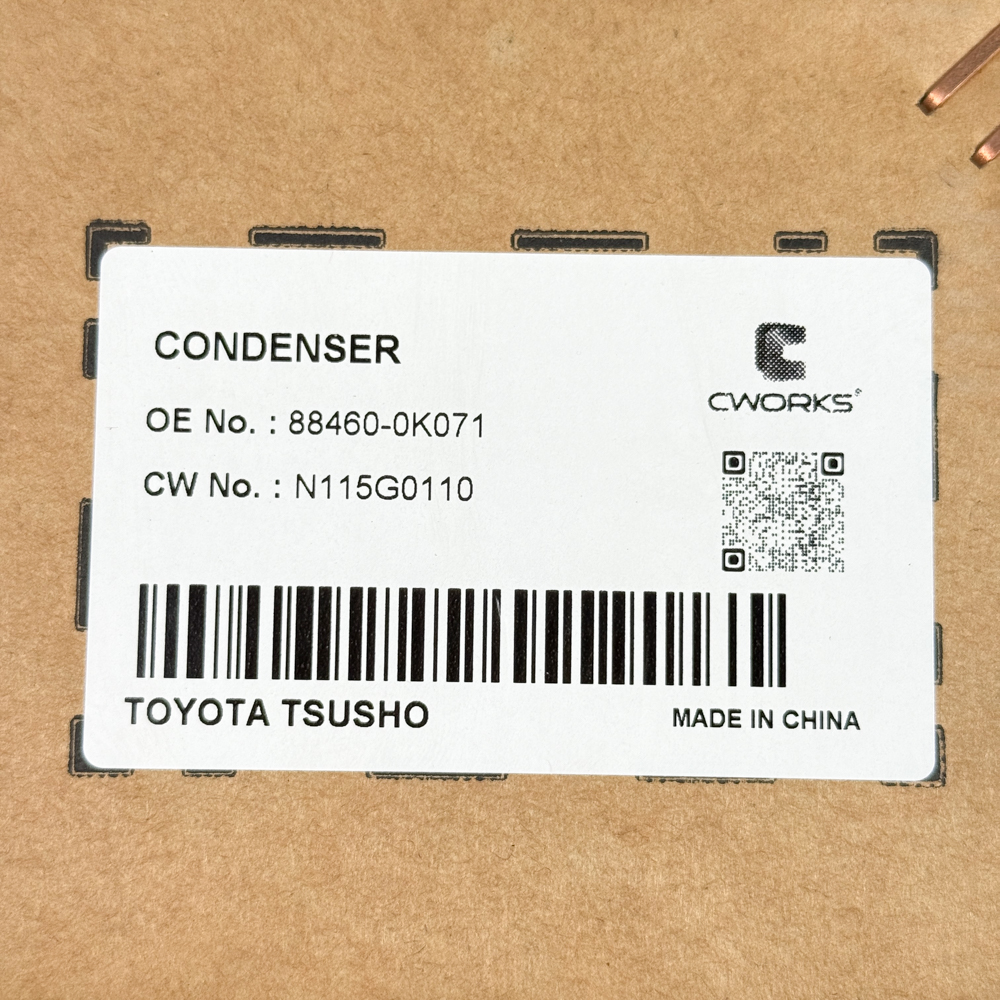 CONDENSER
OE No. : 88460-0K071
CW No. : N115G0110
CWORKS®
TOYOTA TSUSHO
MADE IN CHINA